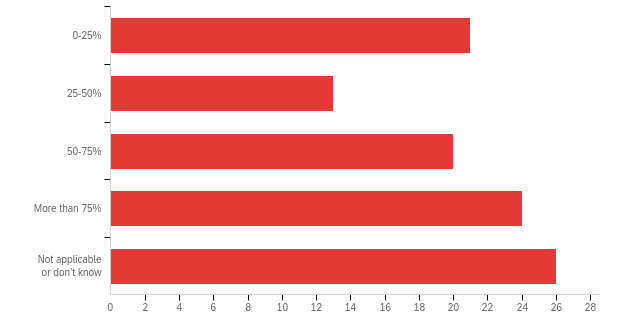 0-25%
25-50%
50-75%
More than 75%
Not applicable
or don't know
0 2 4 6 8 10 12 14 16 18 20 22 24 26 28